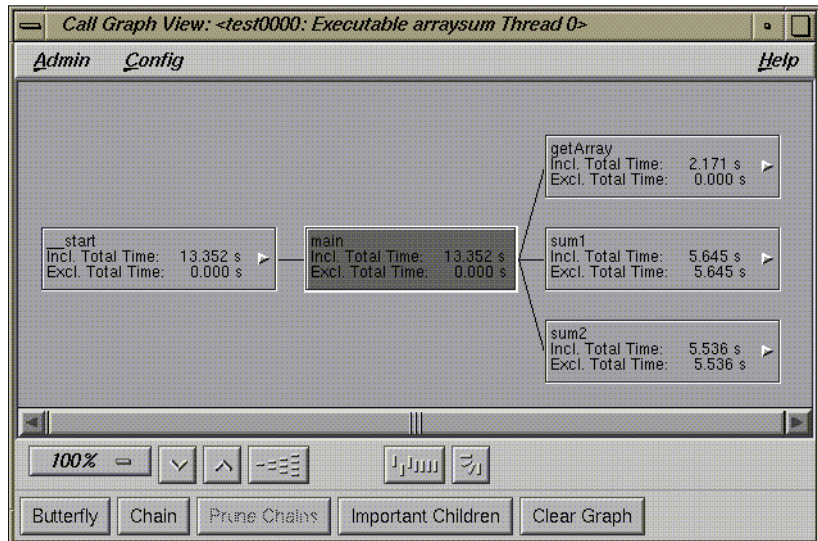 Call Graph View: <test0000: Executable arraysum Thread 0>
Admin Config Help
getArray
Incl. Total Time: 2.171 s
Excl. Total Time: 0.000 s
__start
Incl. Total Time: 13.352 s
Excl. Total Time: 0.000 s
main
Incl. Total Time: 13.352 s
Excl. Total Time: 0.000 s
sum1
Incl. Total Time: 5.645 s
Excl. Total Time: 5.645 s
sum2
Incl. Total Time: 5.536 s
Excl. Total Time: 5.536 s
100%
Butterfly Chain Prune Chains Important Children Clear Graph